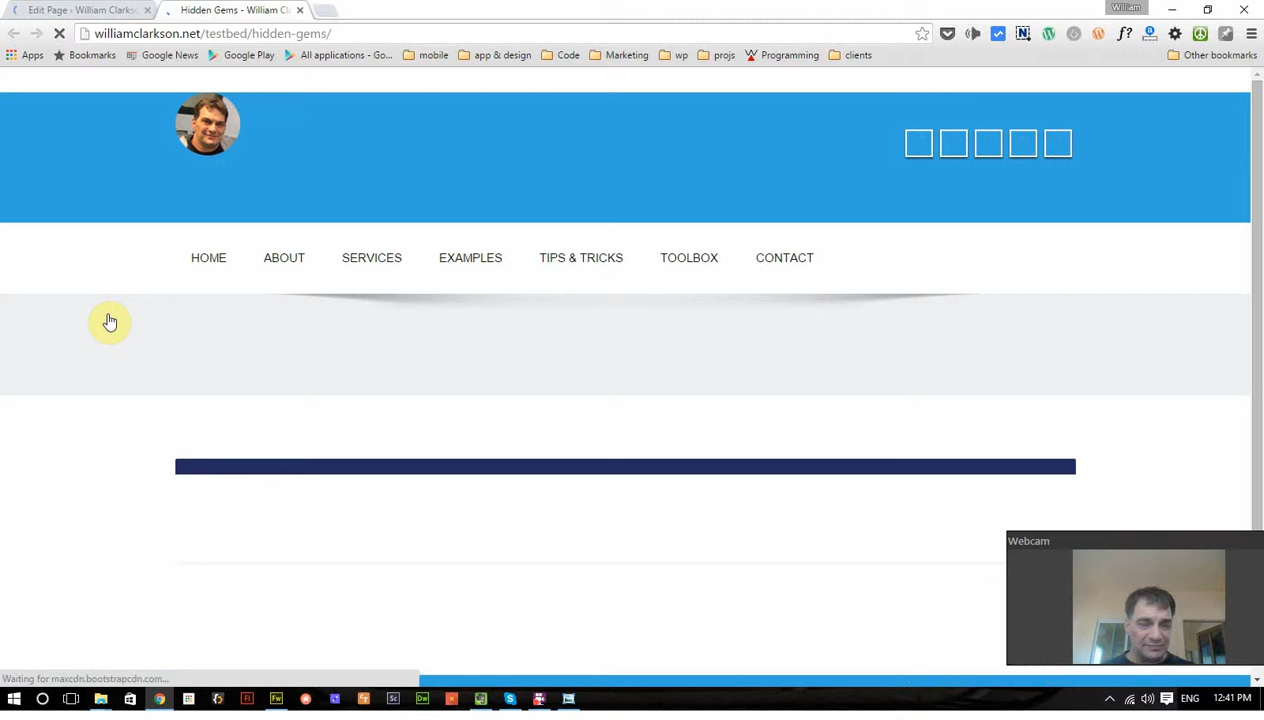 Edit Page ‹ William Clarks
Hidden Gems - William Cl
William
williamclarkson.net/testbed/hidden-gems/
Apps
Bookmarks
Google News
Google Play
All applications - Go...
mobile
app & design
Code
Marketing
wp
projs
Programming
clients
Other bookmarks
HOME
ABOUT
SERVICES
EXAMPLES
TIPS & TRICKS
TOOLBOX
CONTACT
Webcam
Waiting for maxcdn.bootstrapcdn.com...
ENG
12:41 PM